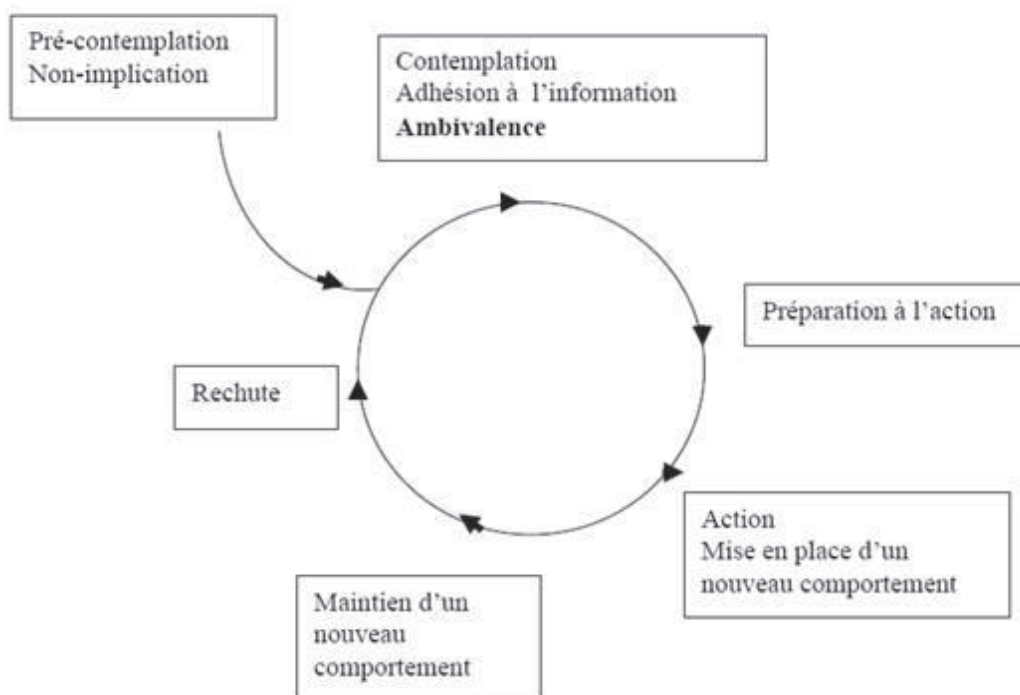 Pré-contemplation
Non-implication
Contemplation
Adhésion à l’information
Ambivalence
Préparation à l’action
Action
Mise en place d’un
nouveau comportement
Maintien d’un
nouveau
comportement
Rechute